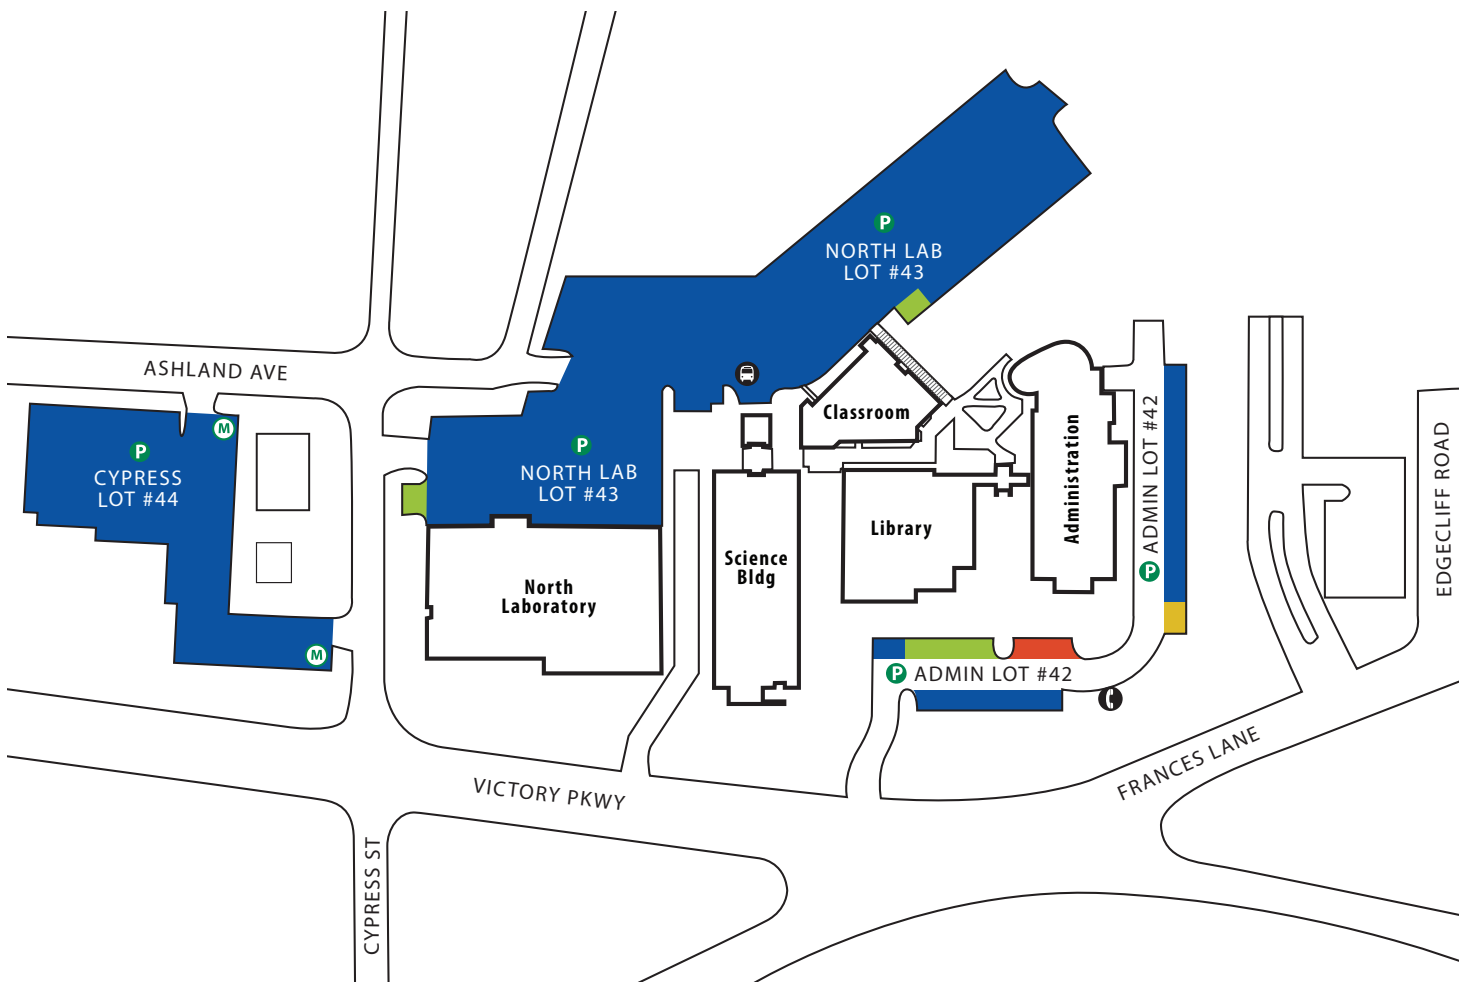 P
NORTH LAB
LOT #43
ASHLAND AVE
M
P
CYPRESS
LOT #44
P
NORTH LAB
LOT #43
Classroom
Administration
P ADMIN LOT #42
EDGECLIFF ROAD
Library
Science
Bldg
North
Laboratory
M
P ADMIN LOT #42
VICTORY PKWY
FRANCES LANE
CYPRESS ST